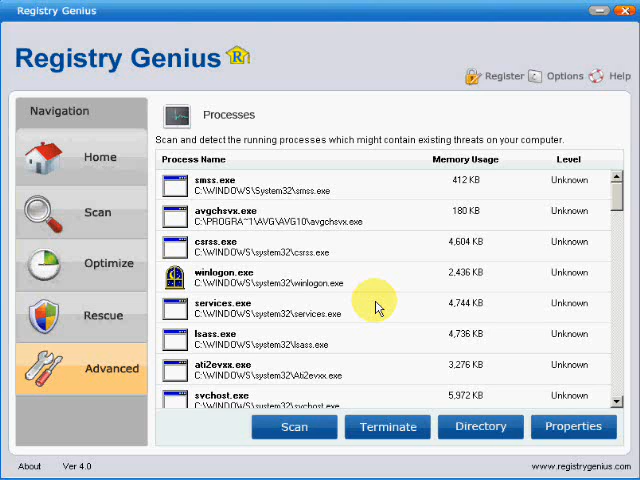 Registry Genius
Registry Genius R
Register Options Help
Navigation
Home
Scan
Optimize
Rescue
Advanced
Processes
Scan and detect the running processes which might contain existing threats on your computer.
Process Name Memory Usage Level
smss.exe 412 KB Unknown
C:\WINDOWS\System32\smss.exe
avgchsvx.exe 180 KB Unknown
C:\PROGRA~1\AVG\AVG10\avgchsvx.exe
csrss.exe 4,604 KB Unknown
C:\WINDOWS\system32\csrss.exe
winlogon.exe 2,436 KB Unknown
C:\WINDOWS\system32\winlogon.exe
services.exe 4,744 KB Unknown
C:\WINDOWS\system32\services.exe
lsass.exe 4,736 KB Unknown
C:\WINDOWS\system32\lsass.exe
ati2evxx.exe 3,276 KB Unknown
C:\WINDOWS\system32\Ati2evxx.exe
svchost.exe 5,972 KB Unknown
C:\WINDOWS\system32\svchost.exe
Scan Terminate Directory Properties
About Ver 4.0 www.registrygenius.com